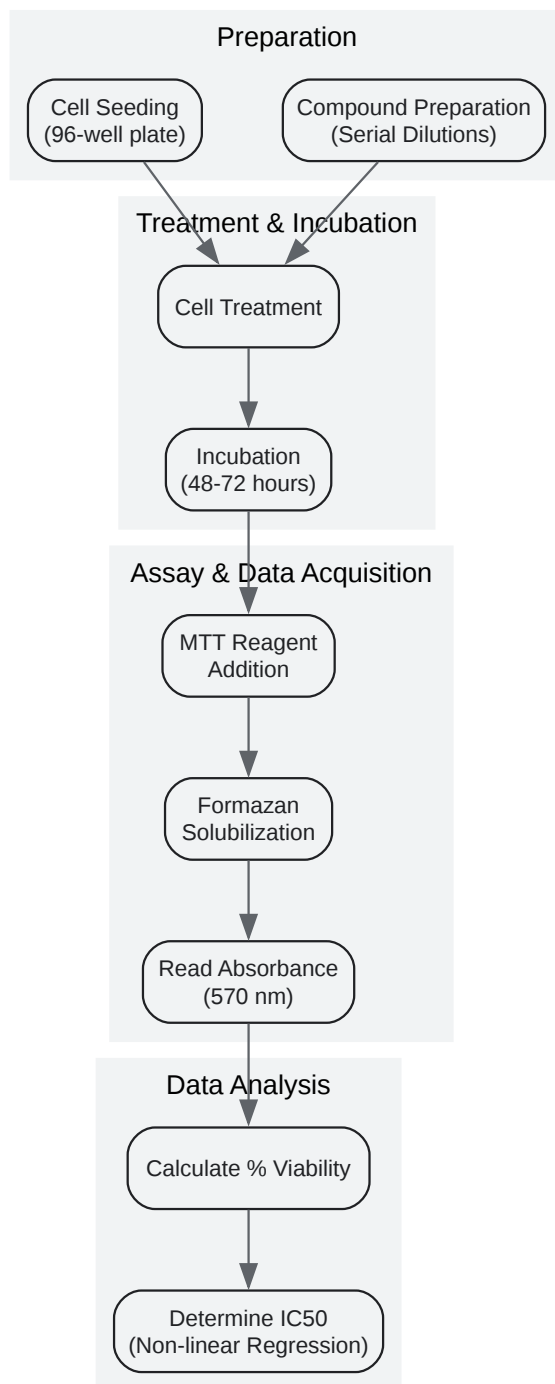 Preparation
Cell Seeding
(96-well plate)
Compound Preparation
(Serial Dilutions)
Treatment & Incubation
Cell Treatment
Incubation
(48-72 hours)
Assay & Data Acquisition
MTT Reagent
Addition
Formazan
Solubilization
Read Absorbance
(570 nm)
Data Analysis
Calculate % Viability
Determine IC50
(Non-linear Regression)